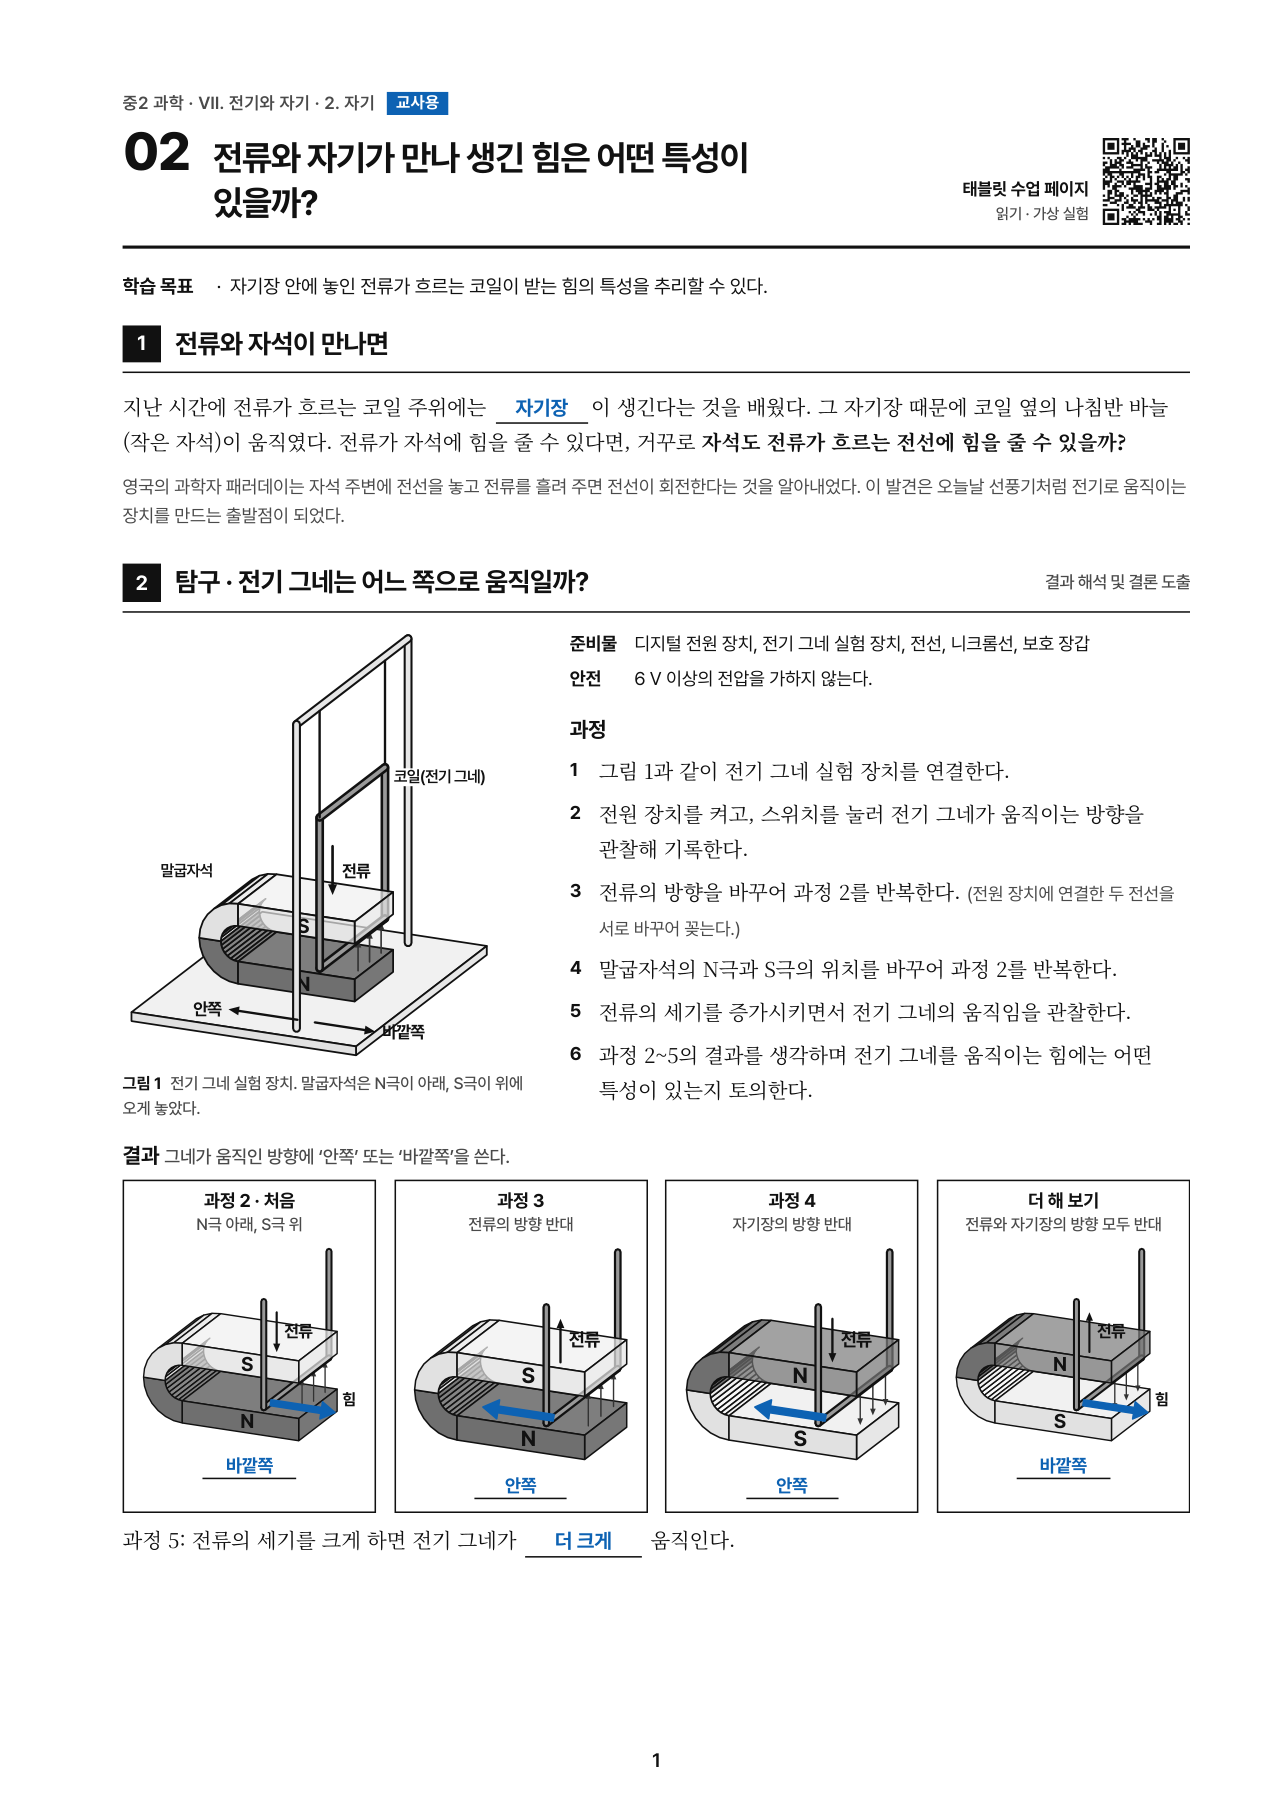 중2 과학 · VII. 전기와 자기 · 2. 자기 교사용
02 전류와 자기가 만나 생긴 힘은 어떤 특성이
있을까?
태블릿 수업 페이지
읽기 · 가상 실험
학습 목표 · 자기장 안에 놓인 전류가 흐르는 코일이 받는 힘의 특성을 추리할 수 있다.
1 전류와 자석이 만나면
지난 시간에 전류가 흐르는 코일 주위에는 자기장 이 생긴다는 것을 배웠다. 그 자기장 때문에 코일 옆의 나침반 바늘
(작은 자석)이 움직였다. 전류가 자석에 힘을 줄 수 있다면, 거꾸로 자석도 전류가 흐르는 전선에 힘을 줄 수 있을까?
영국의 과학자 패러데이는 자석 주변에 전선을 놓고 전류를 흘려 주면 전선이 회전한다는 것을 알아내었다. 이 발견은 오늘날 선풍기처럼 전기로 움직이는
장치를 만드는 출발점이 되었다.
2 탐구 · 전기 그네는 어느 쪽으로 움직일까?
결과 해석 및 결론 도출
코일(전기 그네)
말굽자석
전류
S
N
안쪽
바깥쪽
그림 1 전기 그네 실험 장치. 말굽자석은 N극이 아래, S극이 위에
오게 놓았다.
준비물 디지털 전원 장치, 전기 그네 실험 장치, 전선, 니크롬선, 보호 장갑
안전 6 V 이상의 전압을 가하지 않는다.
과정
1 그림 1과 같이 전기 그네 실험 장치를 연결한다.
2 전원 장치를 켜고, 스위치를 눌러 전기 그네가 움직이는 방향을
관찰해 기록한다.
3 전류의 방향을 바꾸어 과정 2를 반복한다. (전원 장치에 연결한 두 전선을
서로 바꾸어 꽂는다.)
4 말굽자석의 N극과 S극의 위치를 바꾸어 과정 2를 반복한다.
5 전류의 세기를 증가시키면서 전기 그네의 움직임을 관찰한다.
6 과정 2~5의 결과를 생각하며 전기 그네를 움직이는 힘에는 어떤
특성이 있는지 토의한다.
결과 그네가 움직인 방향에 ‘안쪽’ 또는 ‘바깥쪽’을 쓴다.
과정 2 · 처음
N극 아래, S극 위
전류
S
힘
N
바깥쪽
과정 3
전류의 방향 반대
전류
S
N
안쪽
과정 4
자기장의 방향 반대
전류
N
S
안쪽
더 해 보기
전류와 자기장의 방향 모두 반대
전류
N
힘
S
바깥쪽
과정 5: 전류의 세기를 크게 하면 전기 그네가 더 크게 움직인다.
1